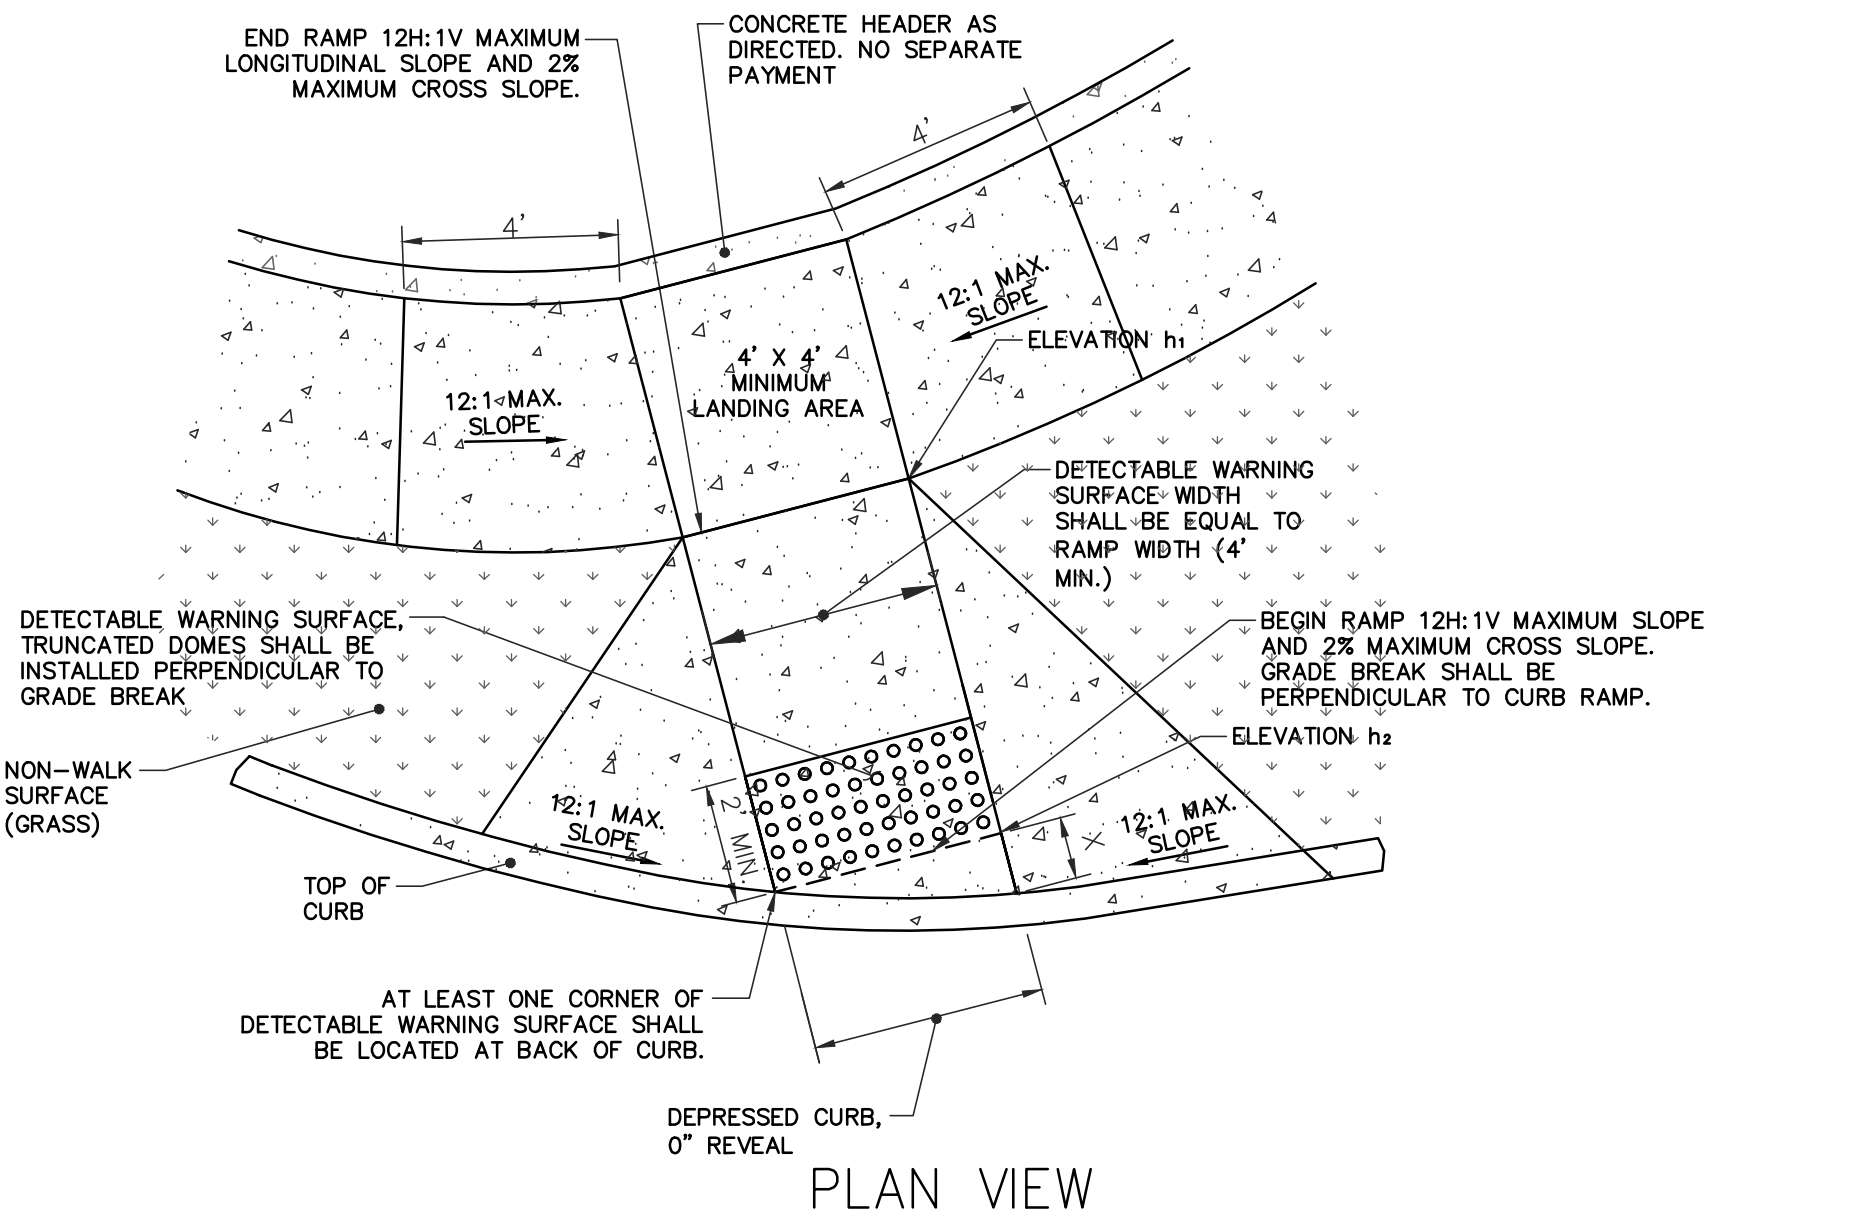 END RAMP 12H:1V MAXIMUM
LONGITUDINAL SLOPE AND 2%
MAXIMUM CROSS SLOPE.
CONCRETE HEADER AS
DIRECTED. NO SEPARATE
PAYMENT
4'
4'
12:1 MAX.
SLOPE
ELEVATION h₁
4' X 4'
MINIMUM
LANDING AREA
12:1 MAX.
SLOPE
DETECTABLE WARNING
SURFACE WIDTH
SHALL BE EQUAL TO
RAMP WIDTH (4'
MIN.)
DETECTABLE WARNING SURFACE,
TRUNCATED DOMES SHALL BE
INSTALLED PERPENDICULAR TO
GRADE BREAK
BEGIN RAMP 12H:1V MAXIMUM SLOPE
AND 2% MAXIMUM CROSS SLOPE.
GRADE BREAK SHALL BE
PERPENDICULAR TO CURB RAMP.
ELEVATION h₂
NON-WALK
SURFACE
(GRASS)
12:1 MAX.
SLOPE
2' MIN.
X
12:1 MAX.
SLOPE
TOP OF
CURB
AT LEAST ONE CORNER OF
DETECTABLE WARNING SURFACE SHALL
BE LOCATED AT BACK OF CURB.
DEPRESSED CURB,
0" REVEAL
PLAN VIEW